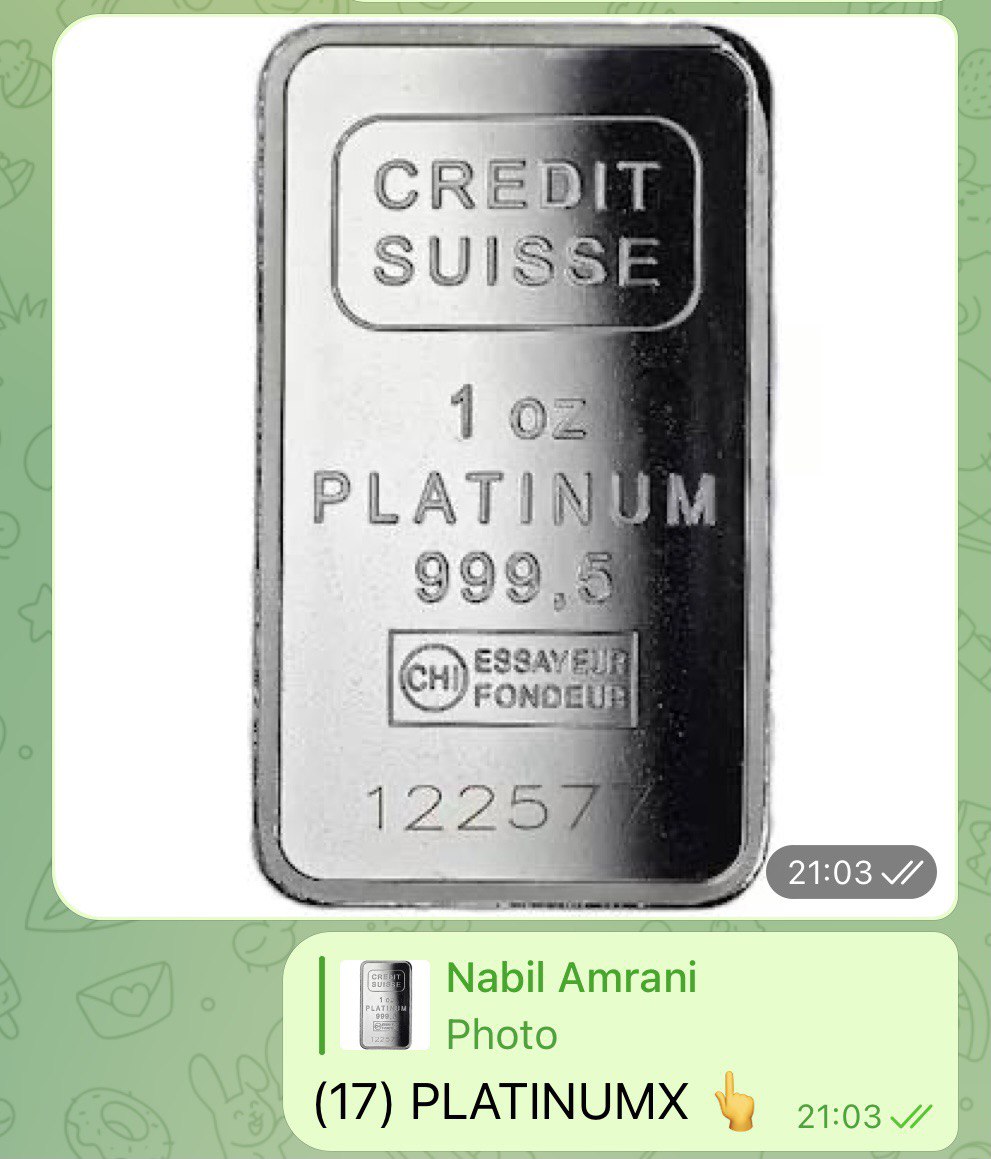 CREDIT
SUISSE
1 oz
PLATINUM
999,5
CHI ESSAYEUR
FONDEUR
122577
21:03
Nabil Amrani
Photo
(17) PLATINUMX 👆
21:03